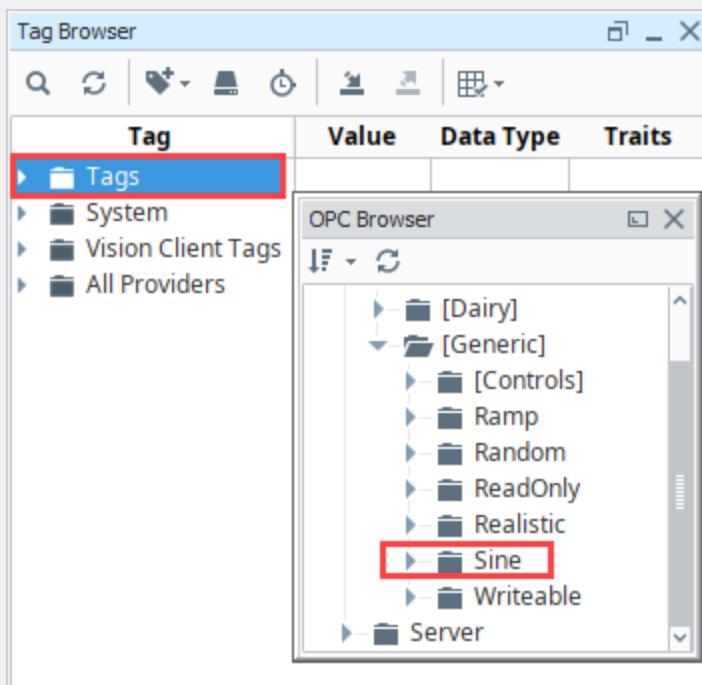 Tag Browser
Tag Value Data Type Traits
Tags
System
Vision Client Tags
All Providers
OPC Browser
[Dairy]
[Generic]
[Controls]
Ramp
Random
ReadOnly
Realistic
Sine
Writeable
Server